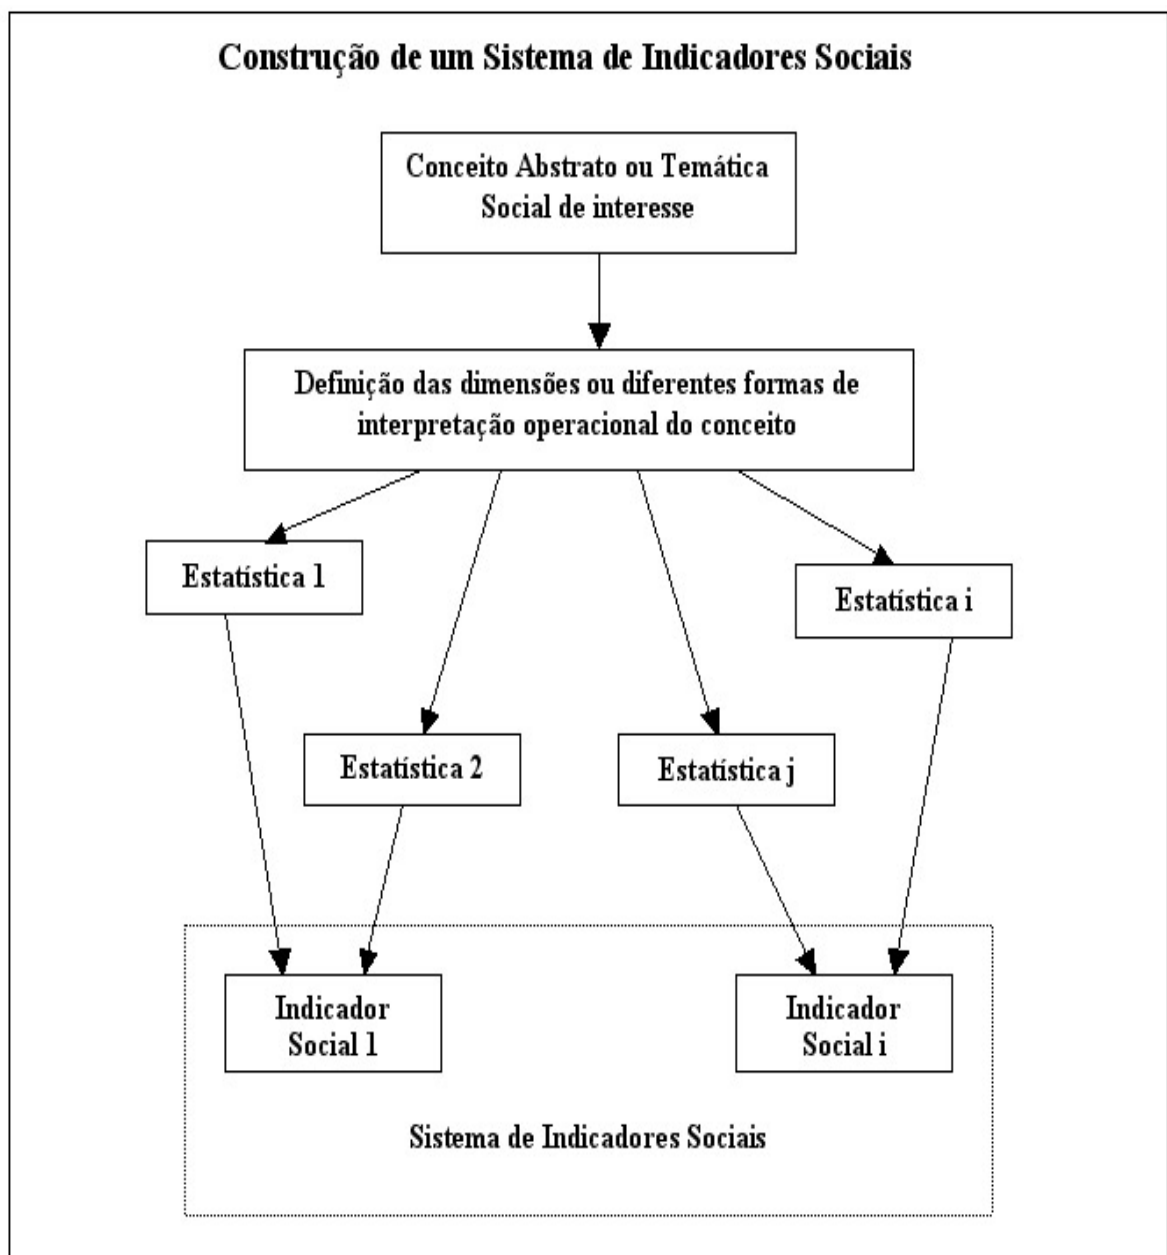 Construção de um Sistema de Indicadores Sociais
Conceito Abstrato ou Temática
Social de interesse
Definição das dimensões ou diferentes formas de
interpretação operacional do conceito
Estatística 1
Estatística i
Estatística 2
Estatística j
Indicador
Social 1
Indicador
Social i
Sistema de Indicadores Sociais